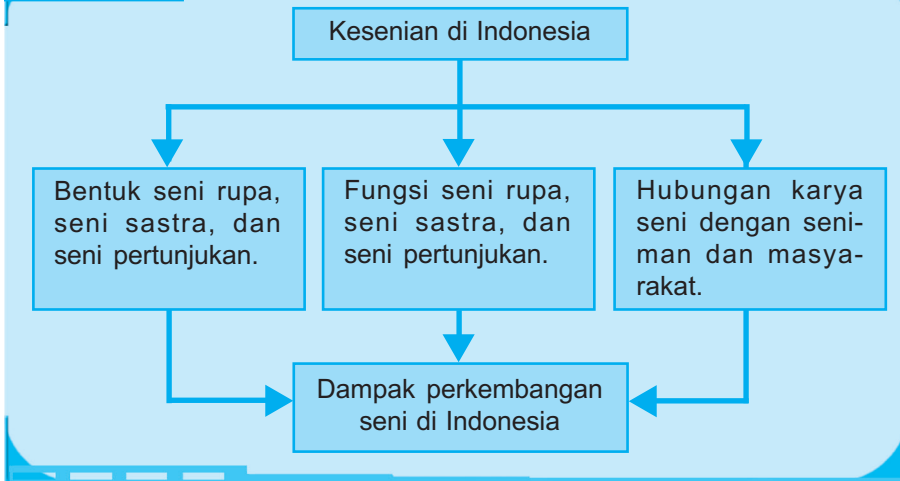 Kesenian di Indonesia
Bentuk seni rupa,
seni sastra, dan
seni pertunjukan.
Fungsi seni rupa,
seni sastra, dan
seni pertunjukan.
Hubungan karya
seni dengan seni-
man dan masya-
rakat.
Dampak perkembangan
seni di Indonesia